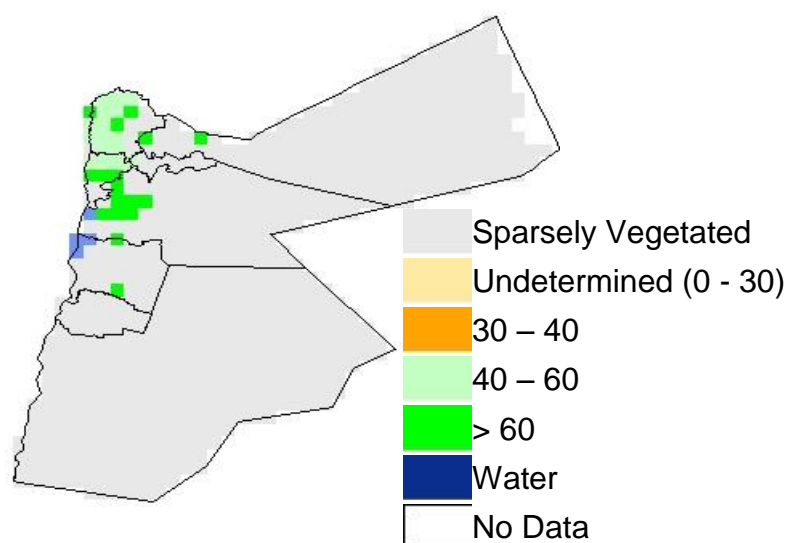 Sparsely Vegetated
Undetermined (0 - 30)
30 – 40
40 – 60
> 60
Water
No Data